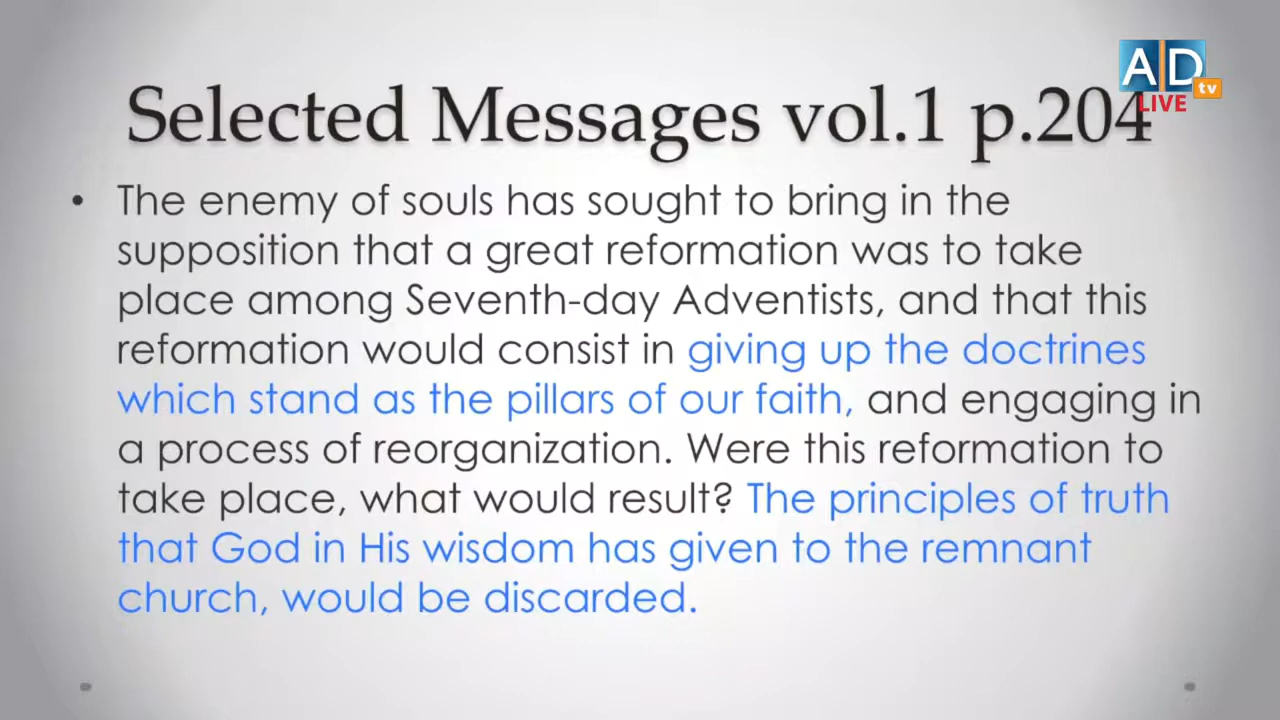 Selected Messages vol.1 p.204
AD
tv
LIVE
• The enemy of souls has sought to bring in the
supposition that a great reformation was to take
place among Seventh-day Adventists, and that this
reformation would consist in giving up the doctrines
which stand as the pillars of our faith, and engaging in
a process of reorganization. Were this reformation to
take place, what would result? The principles of truth
that God in His wisdom has given to the remnant
church, would be discarded.